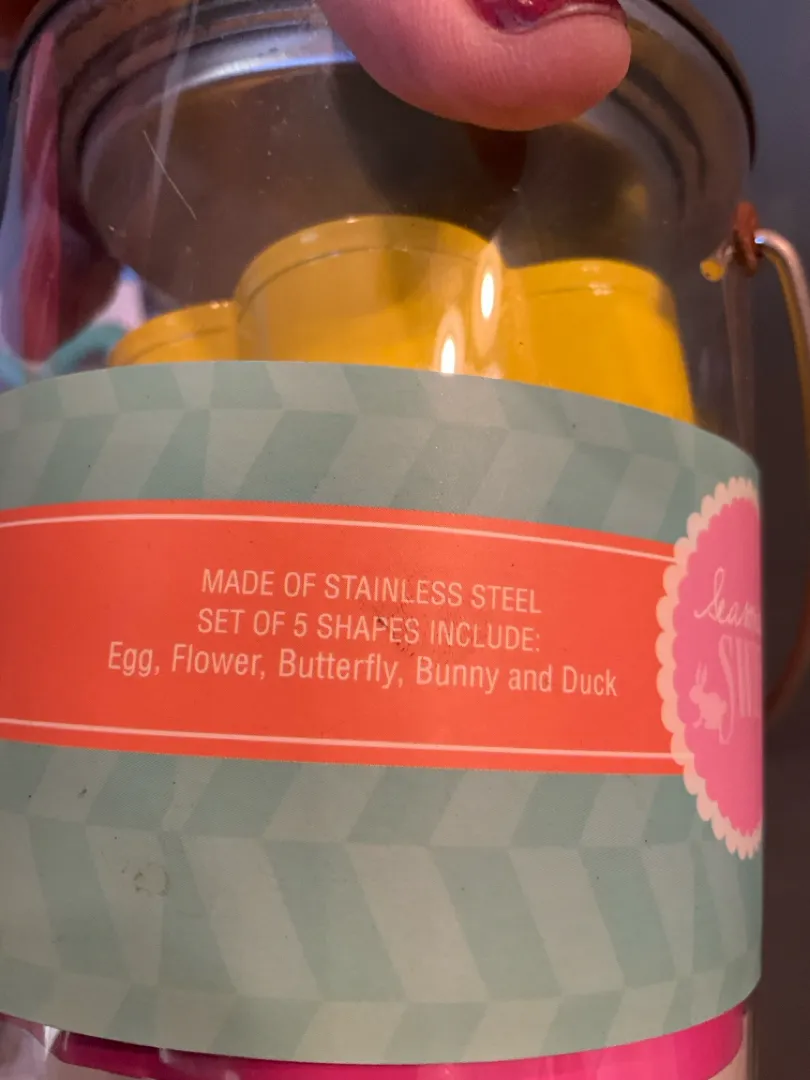 MADE OF STAINLESS STEEL
SET OF 5 SHAPES INCLUDE:
Egg, Flower, Butterfly, Bunny and Duck